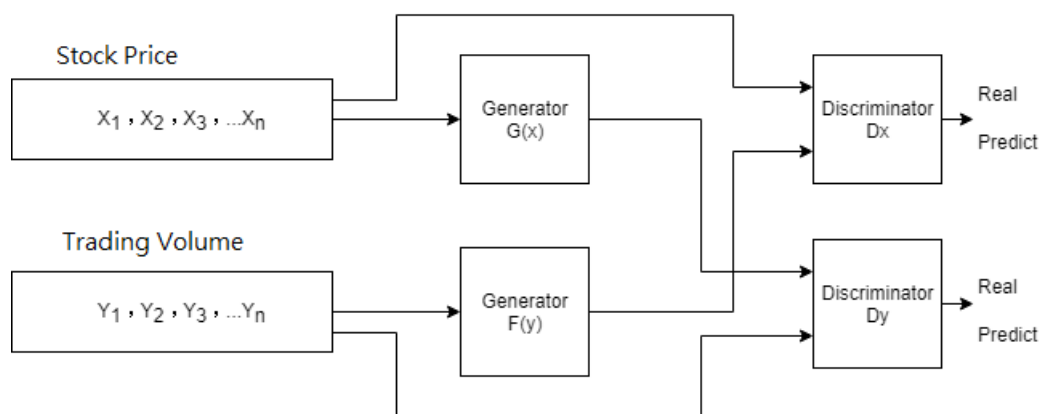 Stock Price
X1 , X2 , X3 , ...Xn
Generator
G(x)
Discriminator
Dx
Real
Predict
Trading Volume
Y1 , Y2 , Y3 , ...Yn
Generator
F(y)
Discriminator
Dy
Real
Predict